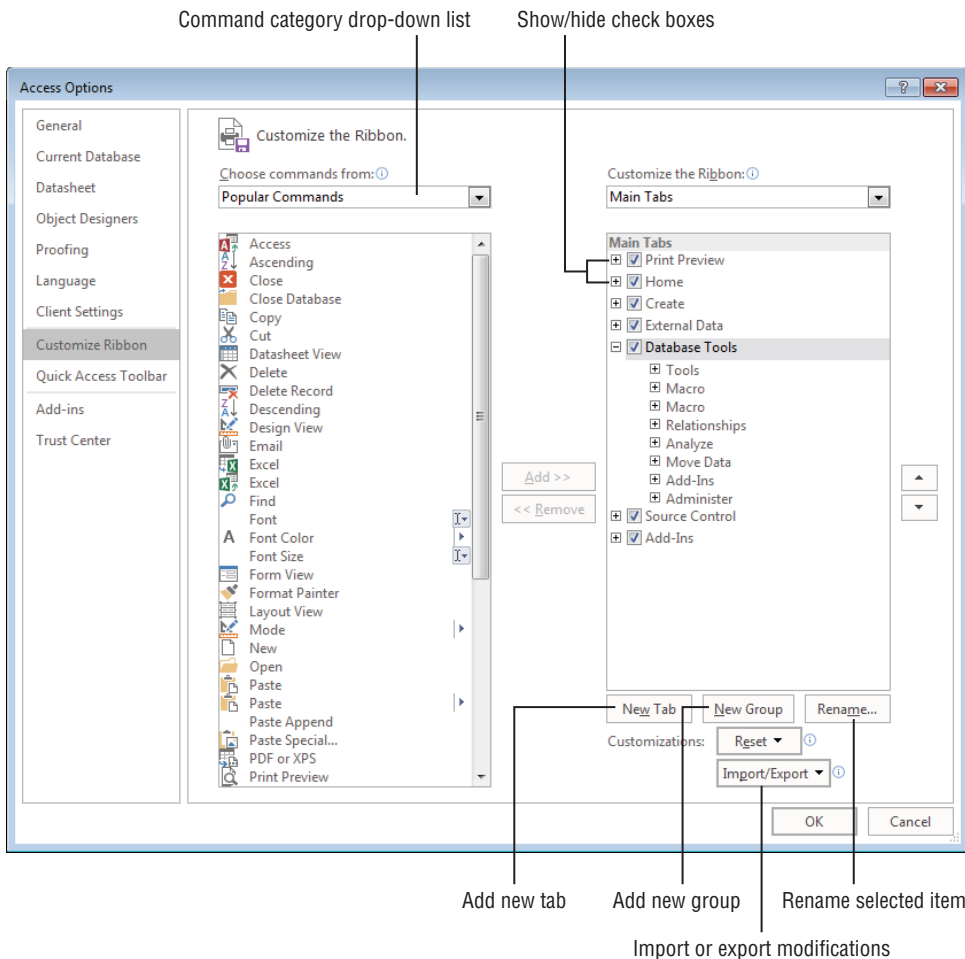 Command category drop-down list
Show/hide check boxes
Access Options
General
Current Database
Datasheet
Object Designers
Proofing
Language
Client Settings
Customize Ribbon
Quick Access Toolbar
Add-ins
Trust Center
Customize the Ribbon.
Choose commands from:
Popular Commands
Access
Ascending
Close
Close Database
Copy
Cut
Datasheet View
Delete
Delete Record
Descending
Design View
Email
Excel
Excel
Find
Font
Font Color
Font Size
Form View
Format Painter
Layout View
Mode
New
Open
Paste
Paste
Paste Append
Paste Special...
PDF or XPS
Print Preview
Add >>
<< Remove
Customize the Ribbon:
Main Tabs
Main Tabs
Print Preview
Home
Create
External Data
Database Tools
Tools
Macro
Macro
Relationships
Analyze
Move Data
Add-Ins
Administer
Source Control
Add-Ins
New Tab
New Group
Rename...
Customizations:
Reset
Import/Export
OK
Cancel
Add new tab
Add new group
Rename selected item
Import or export modifications